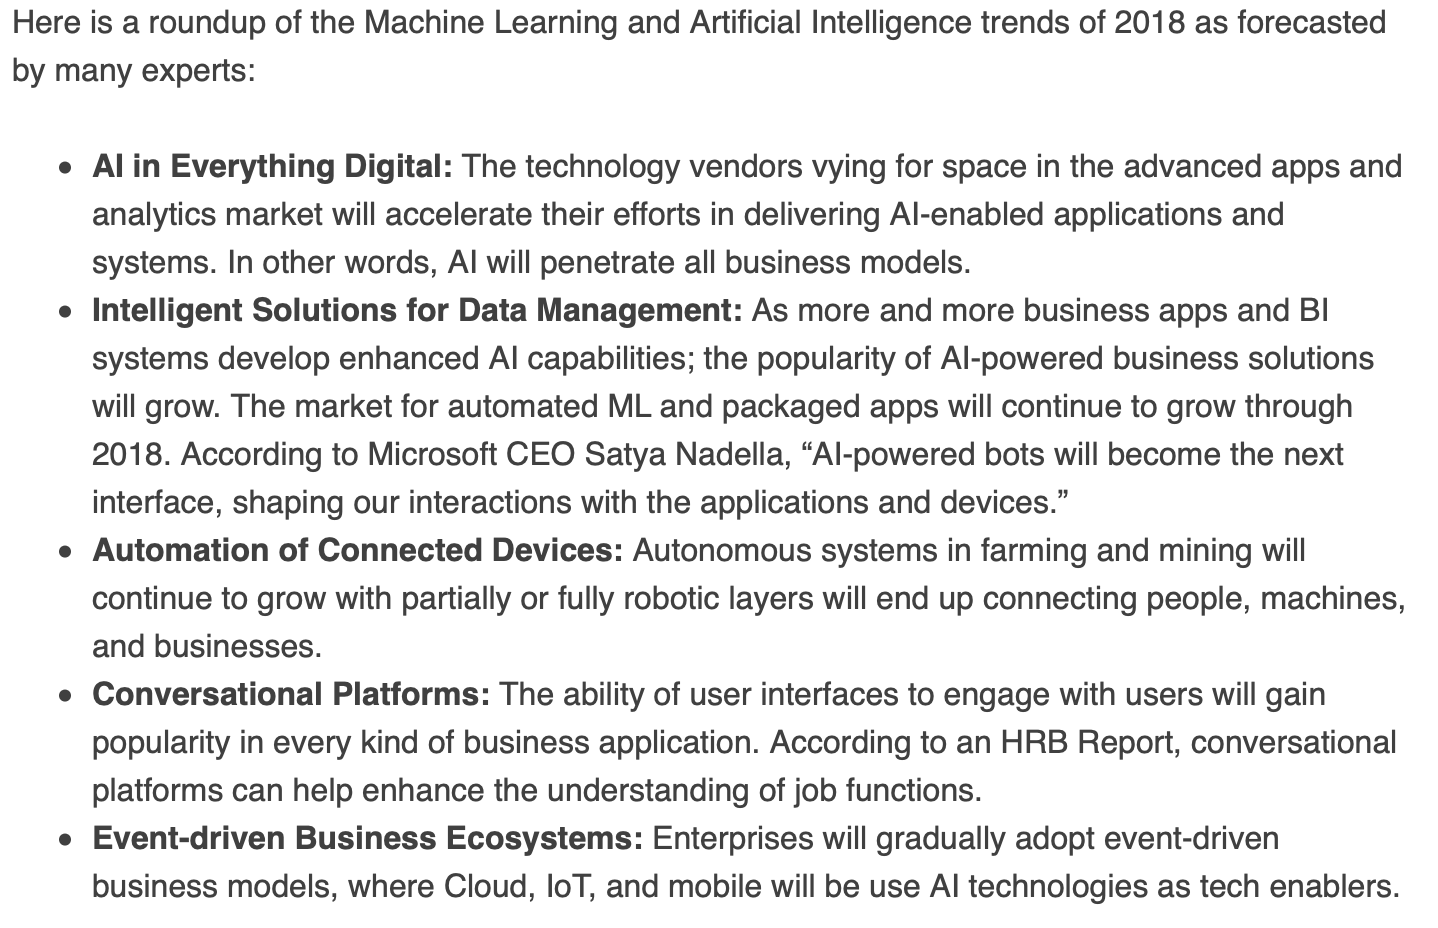 Here is a roundup of the Machine Learning and Artificial Intelligence trends of 2018 as forecasted
by many experts:
• AI in Everything Digital: The technology vendors vying for space in the advanced apps and
analytics market will accelerate their efforts in delivering AI-enabled applications and
systems. In other words, AI will penetrate all business models.
• Intelligent Solutions for Data Management: As more and more business apps and BI
systems develop enhanced AI capabilities; the popularity of AI-powered business solutions
will grow. The market for automated ML and packaged apps will continue to grow through
2018. According to Microsoft CEO Satya Nadella, “AI-powered bots will become the next
interface, shaping our interactions with the applications and devices.”
• Automation of Connected Devices: Autonomous systems in farming and mining will
continue to grow with partially or fully robotic layers will end up connecting people, machines,
and businesses.
• Conversational Platforms: The ability of user interfaces to engage with users will gain
popularity in every kind of business application. According to an HRB Report, conversational
platforms can help enhance the understanding of job functions.
• Event-driven Business Ecosystems: Enterprises will gradually adopt event-driven
business models, where Cloud, IoT, and mobile will be use AI technologies as tech enablers.